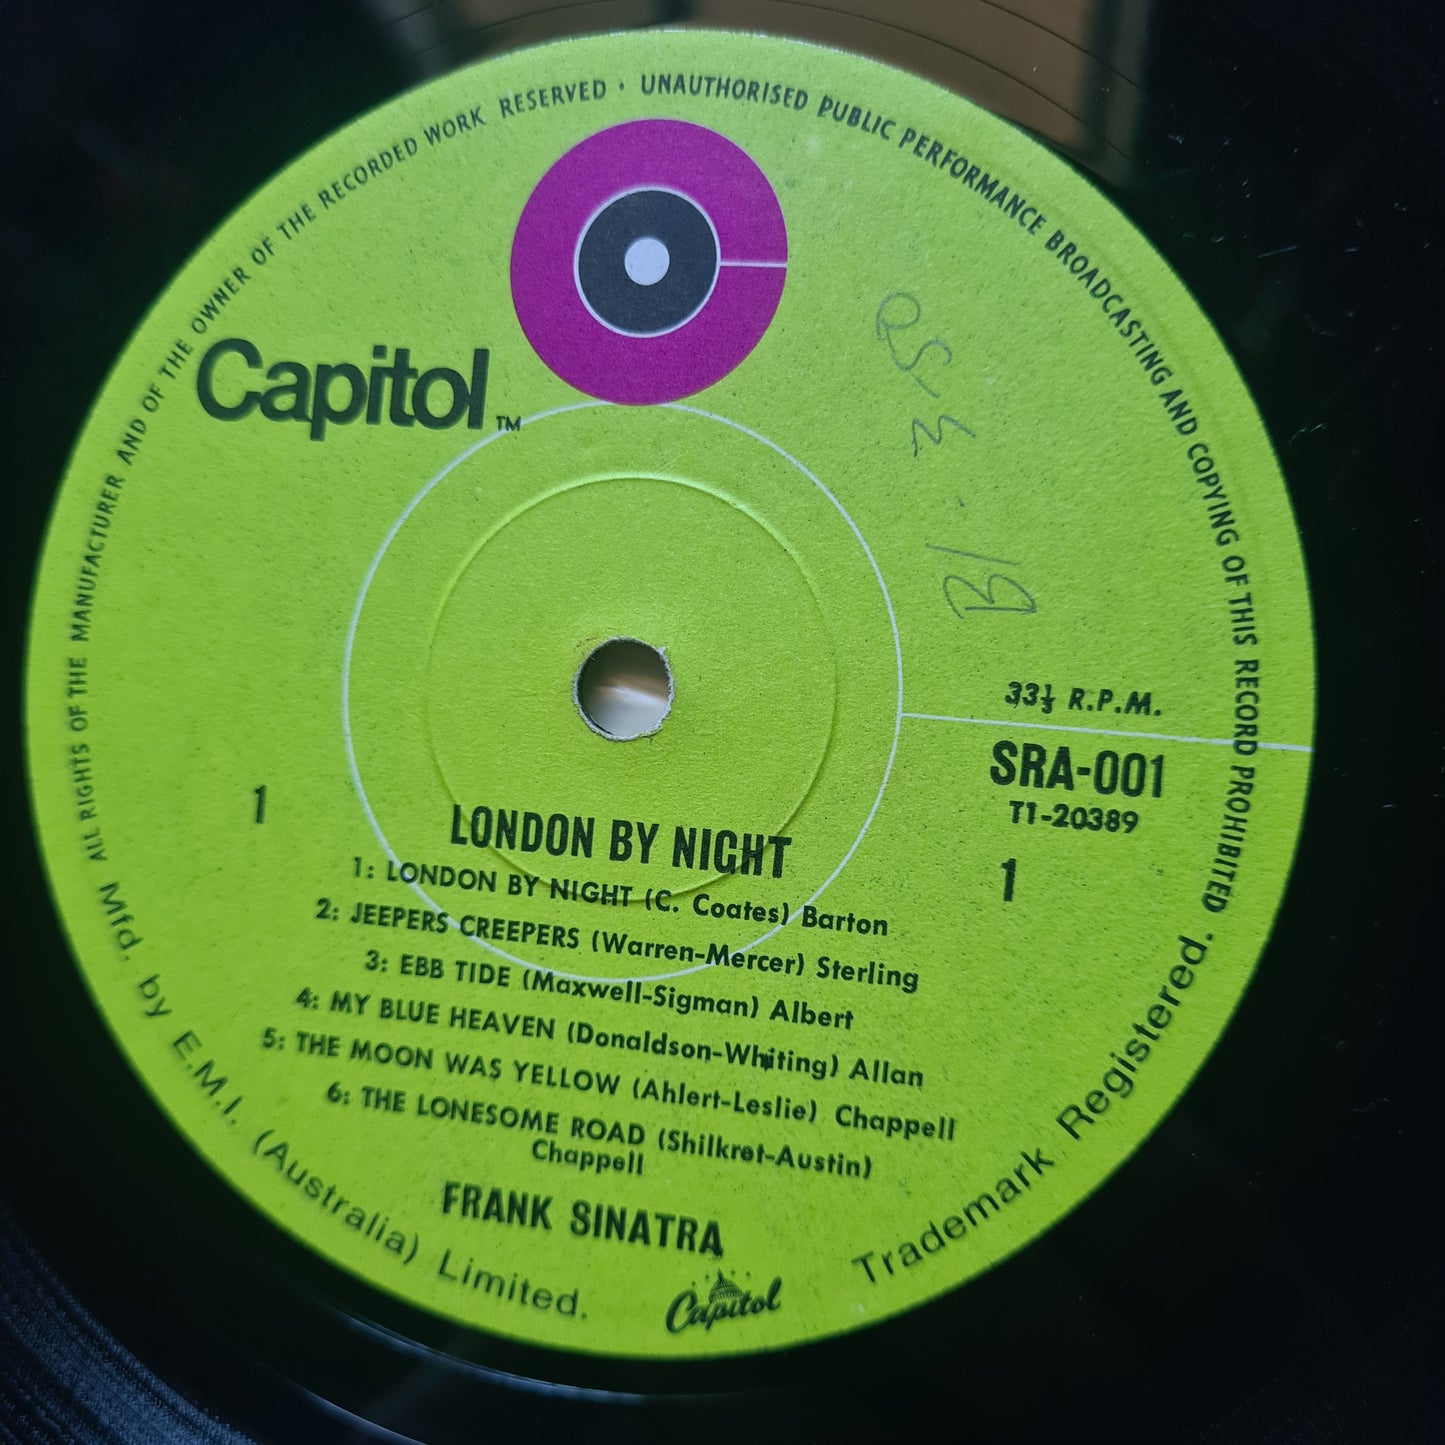 ALL RIGHTS OF THE MANUFACTURER AND OF THE OWNER OF THE RECORDED WORK RESERVED · UNAUTHORISED PUBLIC PERFORMANCE BROADCASTING AND COPYING OF THIS RECORD PROHIBITED.
Capitol™
33⅓ R.P.M.
SRA-001
T1-20389
1
1
LONDON BY NIGHT
1: LONDON BY NIGHT (C. Coates) Barton
2: JEEPERS CREEPERS (Warren-Mercer) Sterling
3: EBB TIDE (Maxwell-Sigman) Albert
4: MY BLUE HEAVEN (Donaldson-Whiting) Allan
5: THE MOON WAS YELLOW (Ahlert-Leslie) Chappell
6: THE LONESOME ROAD (Shilkret-Austin)
Chappell
FRANK SINATRA
Mfd. by E.M.I. (Australia) Limited.
Capitol
Trademark Registered.